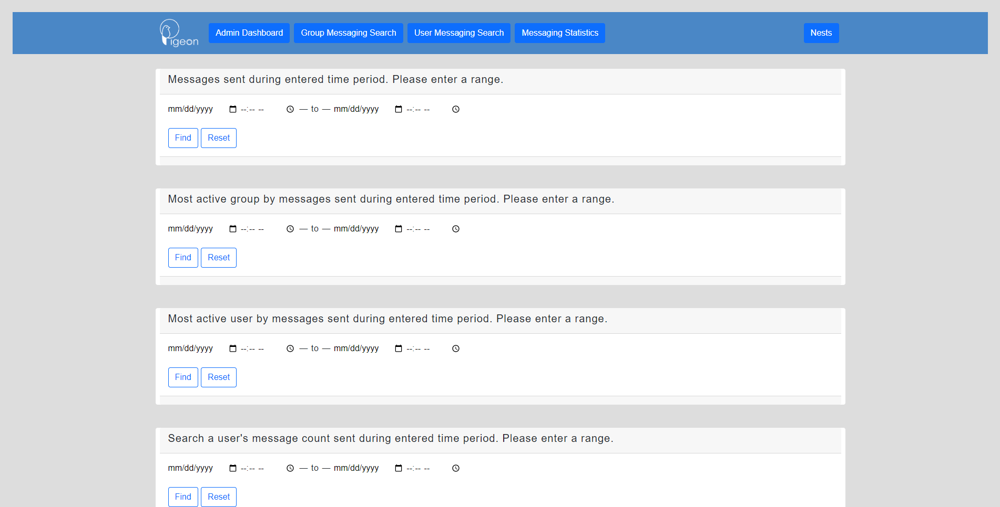 Pigeon Admin Dashboard Group Messaging Search User Messaging Search Messaging Statistics Nests
Messages sent during entered time period. Please enter a range.
mm/dd/yyyy --:-- -- — to — mm/dd/yyyy --:-- --
Find Reset
Most active group by messages sent during entered time period. Please enter a range.
mm/dd/yyyy --:-- -- — to — mm/dd/yyyy --:-- --
Find Reset
Most active user by messages sent during entered time period. Please enter a range.
mm/dd/yyyy --:-- -- — to — mm/dd/yyyy --:-- --
Find Reset
Search a user's message count sent during entered time period. Please enter a range.
mm/dd/yyyy --:-- -- — to — mm/dd/yyyy --:-- --
Find Reset